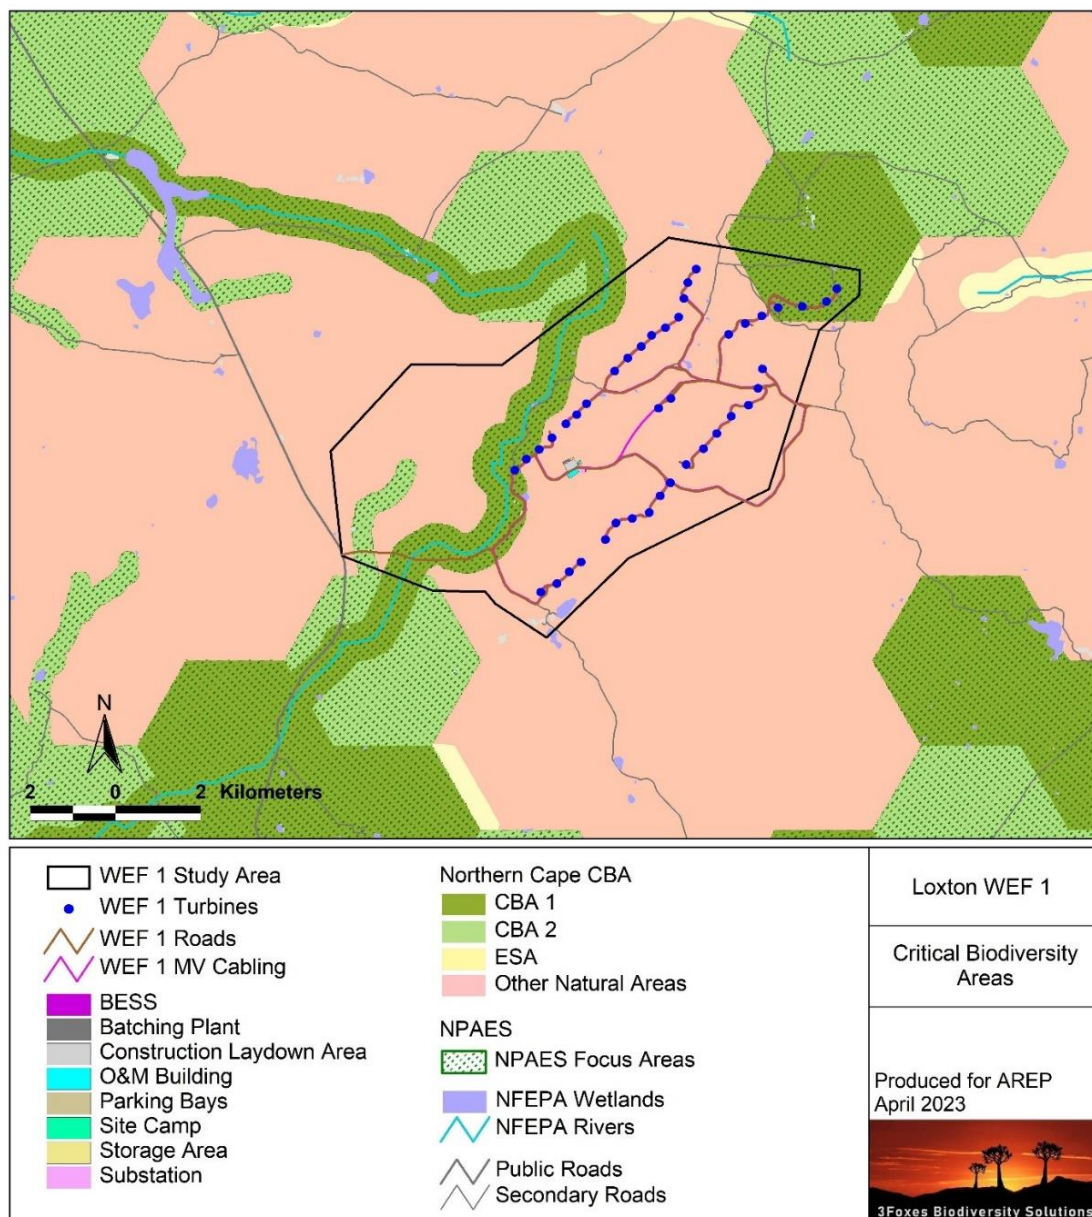 N
2 0 2 Kilometers
WEF 1 Study Area
WEF 1 Turbines
WEF 1 Roads
WEF 1 MV Cabling
BESS
Batching Plant
Construction Laydown Area
O&M Building
Parking Bays
Site Camp
Storage Area
Substation
Northern Cape CBA
CBA 1
CBA 2
ESA
Other Natural Areas
NPAES
NPAES Focus Areas
NFEPA Wetlands
NFEPA Rivers
Public Roads
Secondary Roads
Loxton WEF 1
Critical Biodiversity
Areas
Produced for AREP
April 2023
3Foxes Biodiversity Solutions